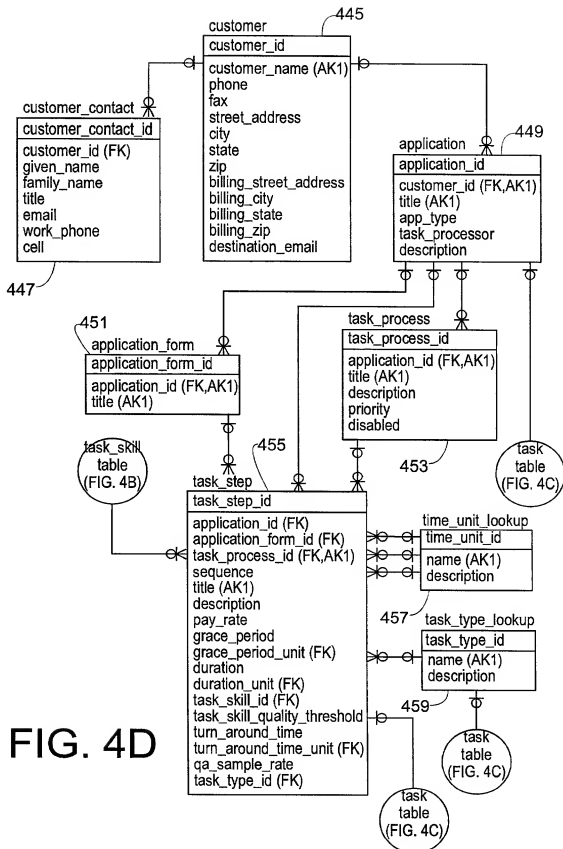 445
customer
customer_id
customer_name (AK1)
phone
fax
street_address
city
state
zip
billing_street_address
billing_city
billing_state
billing_zip
destination_email
customer_contact
customer_contact_id
customer_id (FK)
given_name
family_name
title
email
work_phone
cell
447
449
application
application_id
customer_id (FK,AK1)
title (AK1)
app_type
task_processor
description
451
application_form
application_form_id
application_id (FK,AK1)
title (AK1)
task_process
task_process_id
application_id (FK,AK1)
title (AK1)
description
priority
disabled
453
task
table
(FIG. 4C)
task_skill
table
(FIG. 4B)
455
task_step
task_step_id
application_id (FK)
application_form_id (FK)
task_process_id (FK,AK1)
sequence
title (AK1)
description
pay_rate
grace_period
grace_period_unit (FK)
duration
duration_unit (FK)
task_skill_id (FK)
task_skill_quality_threshold
turn_around_time
turn_around_time_unit (FK)
qa_sample_rate
task_type_id (FK)
time_unit_lookup
time_unit_id
name (AK1)
description
457
task_type_lookup
task_type_id
name (AK1)
description
459
task
table
(FIG. 4C)
task
table
(FIG. 4C)
FIG. 4D